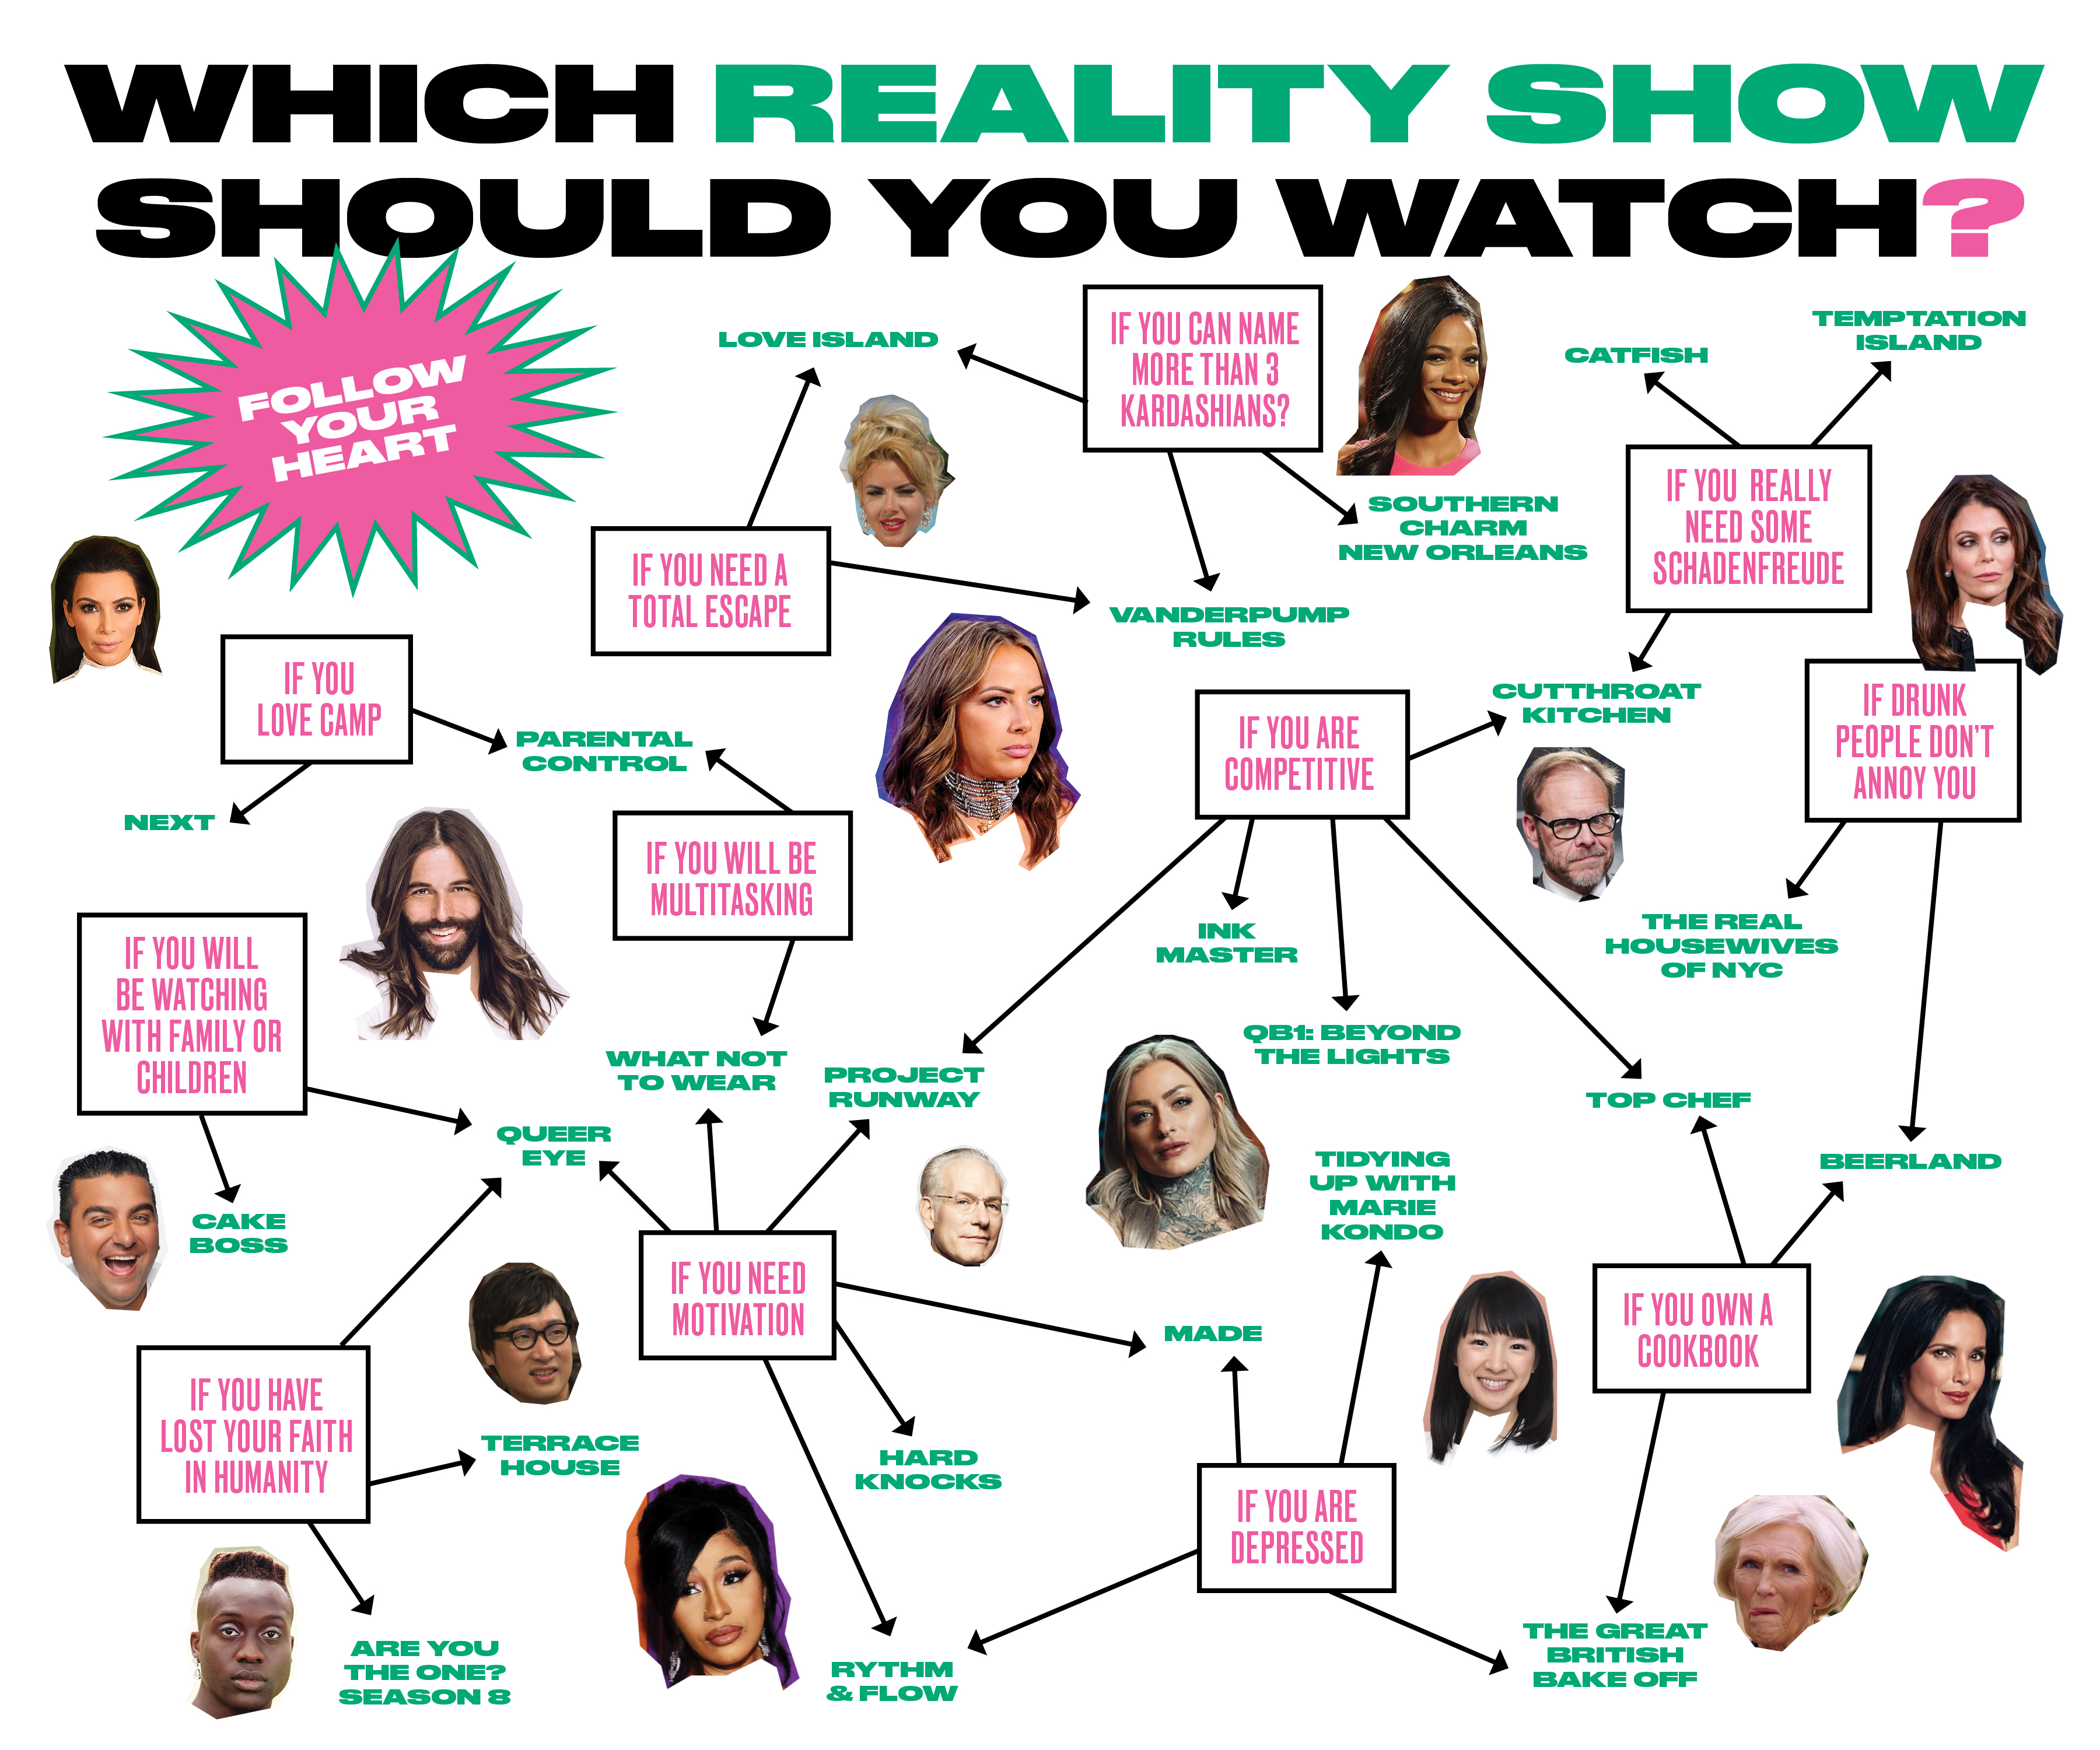 WHICH REALITY SHOW
SHOULD YOU WATCH?
FOLLOW
YOUR
HEART
LOVE ISLAND
IF YOU CAN NAME
MORE THAN 3
KARDASHIANS?
CATFISH
TEMPTATION
ISLAND
SOUTHERN
CHARM
NEW ORLEANS
IF YOU REALLY
NEED SOME
SCHADENFREUDE
IF YOU NEED A
TOTAL ESCAPE
VANDERPUMP
RULES
IF YOU
LOVE CAMP
PARENTAL
CONTROL
NEXT
IF YOU ARE
COMPETITIVE
CUTTHROAT
KITCHEN
IF DRUNK
PEOPLE DON'T
ANNOY YOU
IF YOU WILL BE
MULTITASKING
IF YOU WILL
BE WATCHING
WITH FAMILY OR
CHILDREN
INK
MASTER
THE REAL
HOUSEWIVES
OF NYC
WHAT NOT
TO WEAR
PROJECT
RUNWAY
QB1: BEYOND
THE LIGHTS
TOP CHEF
QUEER
EYE
TIDYING
UP WITH
MARIE
KONDO
BEERLAND
CAKE
BOSS
IF YOU NEED
MOTIVATION
MADE
IF YOU OWN A
COOKBOOK
IF YOU HAVE
LOST YOUR FAITH
IN HUMANITY
TERRACE
HOUSE
HARD
KNOCKS
IF YOU ARE
DEPRESSED
ARE YOU
THE ONE?
SEASON 8
RYTHM
& FLOW
THE GREAT
BRITISH
BAKE OFF